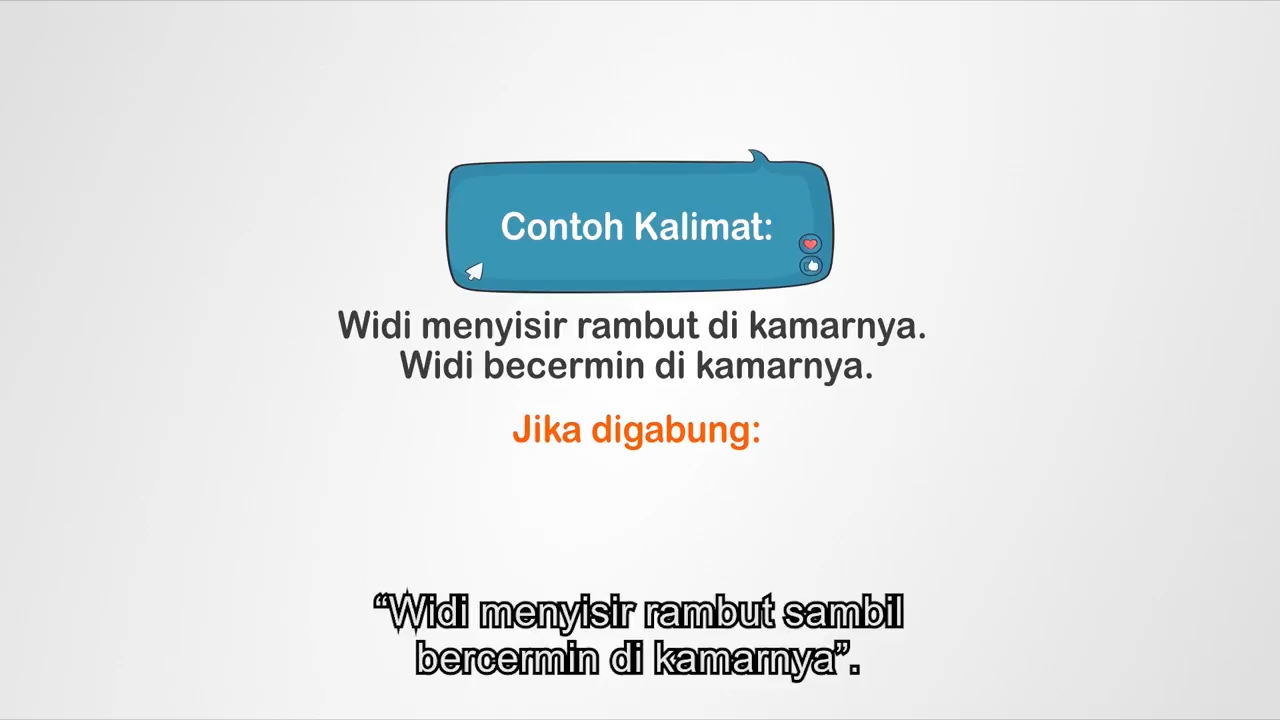 Contoh Kalimat:
Widi menyisir rambut di kamarnya.
Widi becermin di kamarnya.
Jika digabung:
“Widi menyisir rambut sambil
bercermin di kamarnya”.